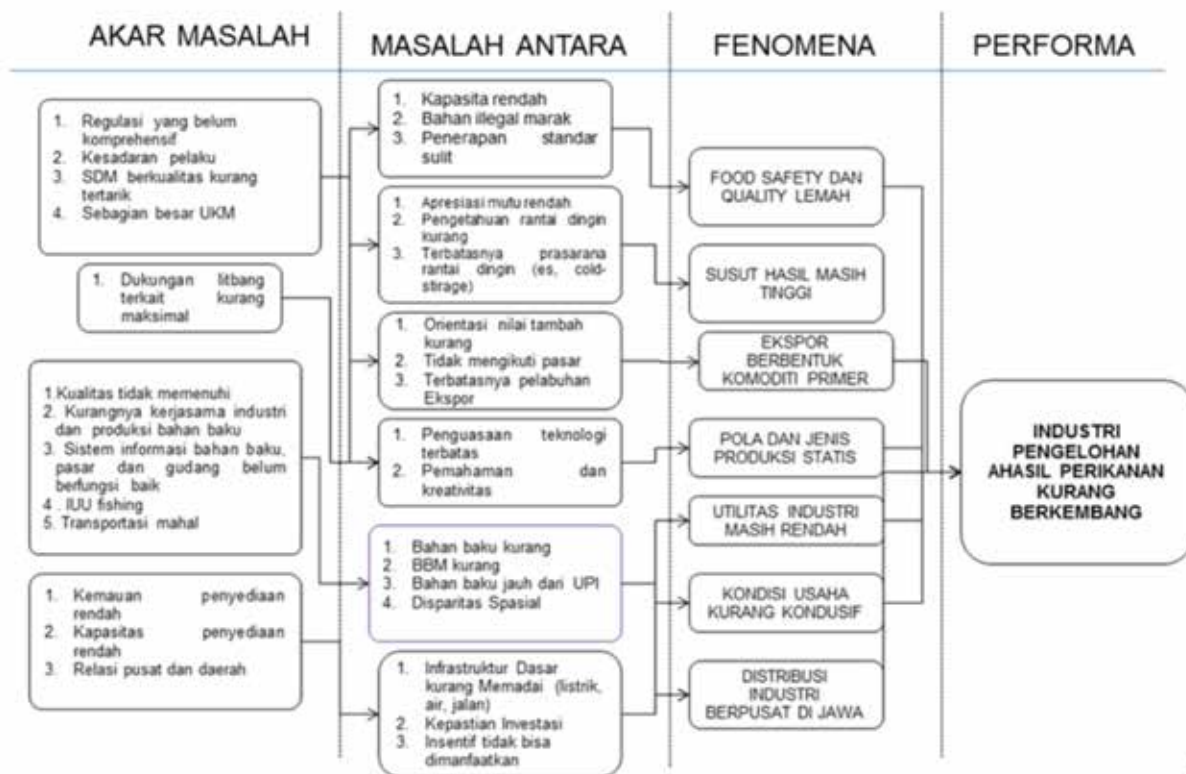 AKAR MASALAH
MASALAH ANTARA
FENOMENA
PERFORMA
1. Regulasi yang belum
komprehensif
2. Kesadaran pelaku
3. SDM berkualitas kurang
tertarik
4. Sebagian besar UKM
1. Dukungan litbang
terkait kurang
maksimal
1.Kualitas tidak memenuhi
2. Kurangnya kerjasama industri
dan produksi bahan baku
3. Sistem informasi bahan baku,
pasar dan gudang belum
berfungsi baik
4 . IUU fishing
5. Transportasi mahal
1. Kemauan penyediaan
rendah
2. Kapasitas penyediaan
rendah
3. Relasi pusat dan daerah
1. Kapasita rendah
2. Bahan illegal marak
3. Penerapan standar
sulit
1. Apresiasi mutu rendah
2. Pengetahuan rantai dingin
kurang
3. Terbatasnya prasarana
rantai dingin (es, cold-
stirage)
1. Orientasi nilai tambah
kurang
2. Tidak mengikuti pasar
3. Terbatasnya pelabuhan
Ekspor
1. Penguasaan teknologi
terbatas
2. Pemahaman dan
kreativitas
1. Bahan baku kurang
2. BBM kurang
3. Bahan baku jauh dari UPI
4. Disparitas Spasial
1. Infrastruktur Dasar
kurang Memadai (listrik,
air, jalan)
2. Kepastian Investasi
3. Insentif tidak bisa
dimanfaatkan
FOOD SAFETY DAN
QUALITY LEMAH
SUSUT HASIL MASIH
TINGGI
EKSPOR
BERBENTUK
KOMODITI PRIMER
POLA DAN JENIS
PRODUKSI STATIS
UTILITAS INDUSTRI
MASIH RENDAH
KONDISI USAHA
KURANG KONDUSIF
DISTRIBUSI
INDUSTRI
BERPUSAT DI JAWA
INDUSTRI
PENGELOHAN
AHASIL PERIKANAN
KURANG
BERKEMBANG